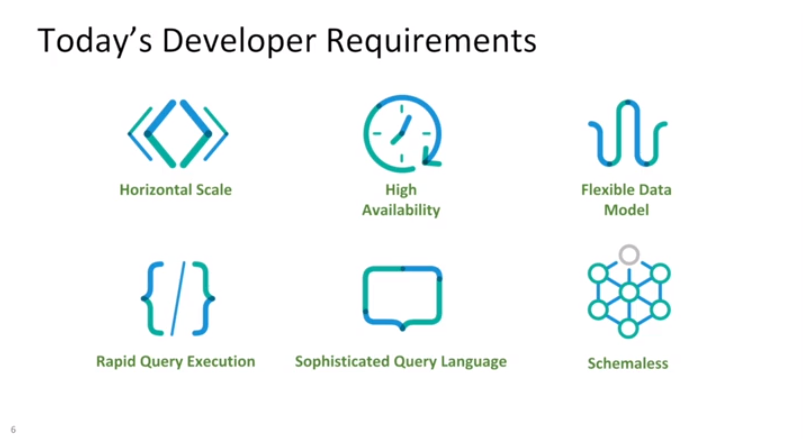 Today’s Developer Requirements
Horizontal Scale
High
Availability
Flexible Data
Model
Rapid Query Execution
Sophisticated Query Language
Schemaless
6